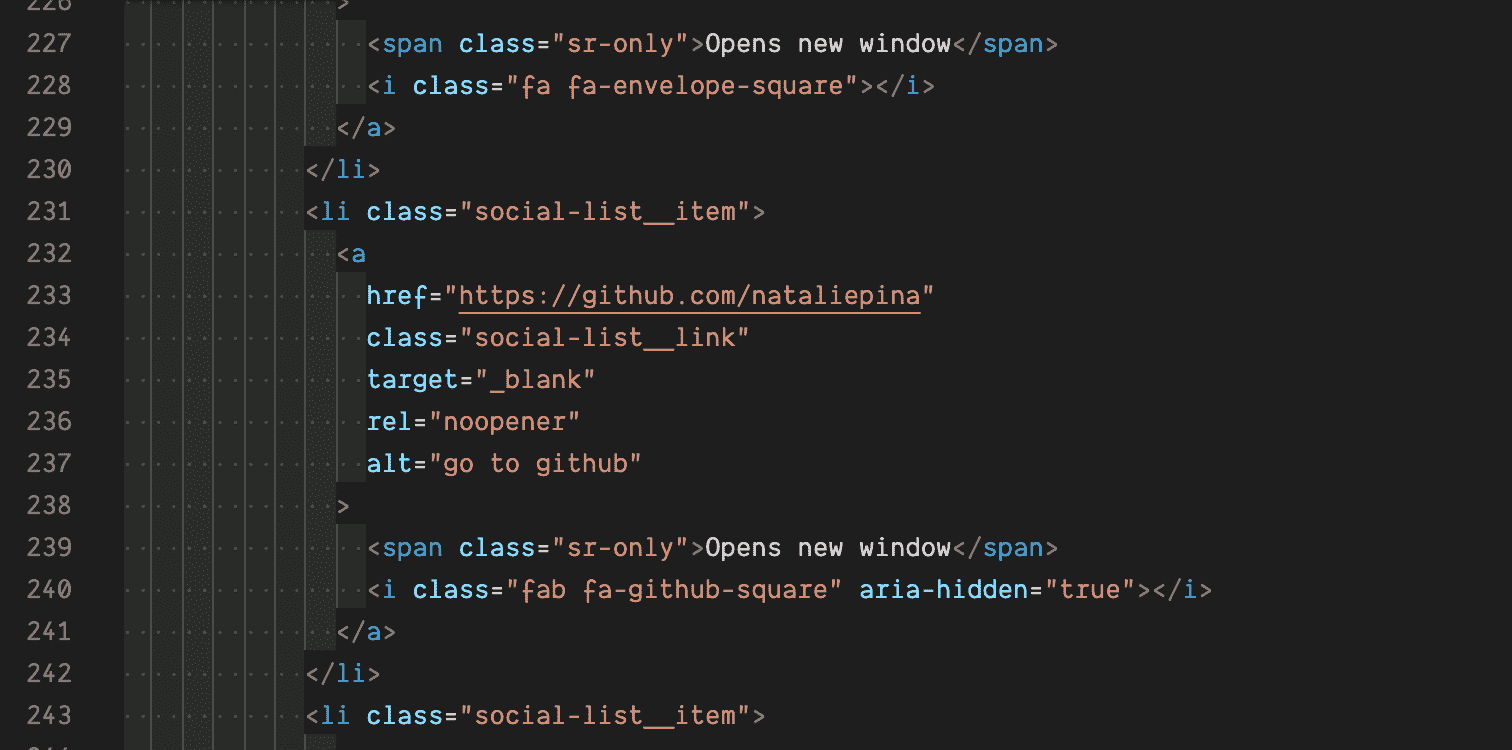 226 >
227 <span class="sr-only">Opens new window</span>
228 <i class="fa fa-envelope-square"></i>
229 </a>
230 </li>
231 <li class="social-list__item">
232 <a
233 href="https://github.com/nataliepina"
234 class="social-list__link"
235 target="_blank"
236 rel="noopener"
237 alt="go to github"
238 >
239 <span class="sr-only">Opens new window</span>
240 <i class="fab fa-github-square" aria-hidden="true"></i>
241 </a>
242 </li>
243 <li class="social-list__item">